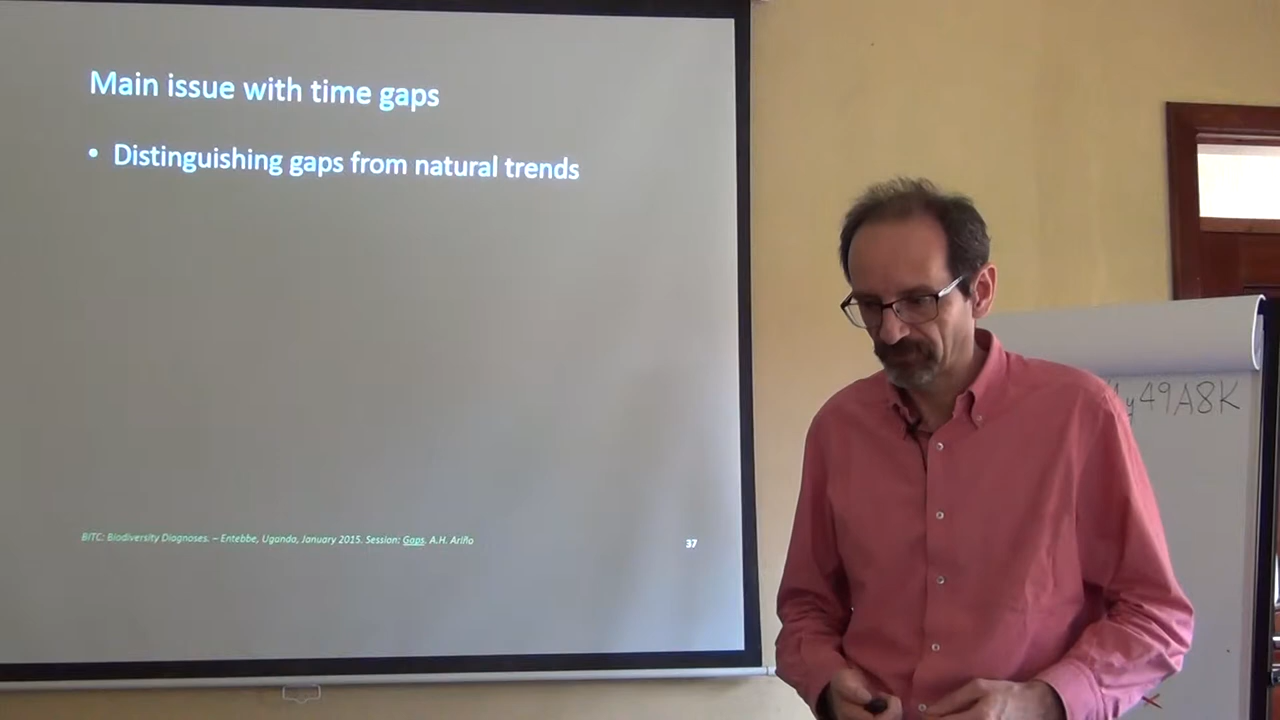 Main issue with time gaps
• Distinguishing gaps from natural trends
BITC: Biodiversity Diagnoses. – Entebbe, Uganda, January 2015. Session: Gaps. A.H. Ariño
37
y49A8K